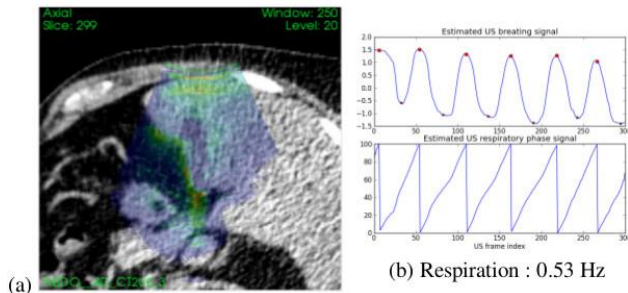 Axial
Slice: 299
Window: 250
Level: 20
(a)
Estimated US breating signal
2.0
1.5
1.0
0.5
0.0
-0.5
-1.0
-1.5
0 50 100 150 200 250 300
Estimated US respiratory phase signal
100
80
60
40
20
0
0 50 100 150 200 250 300
US frame index
(b) Respiration : 0.53 Hz